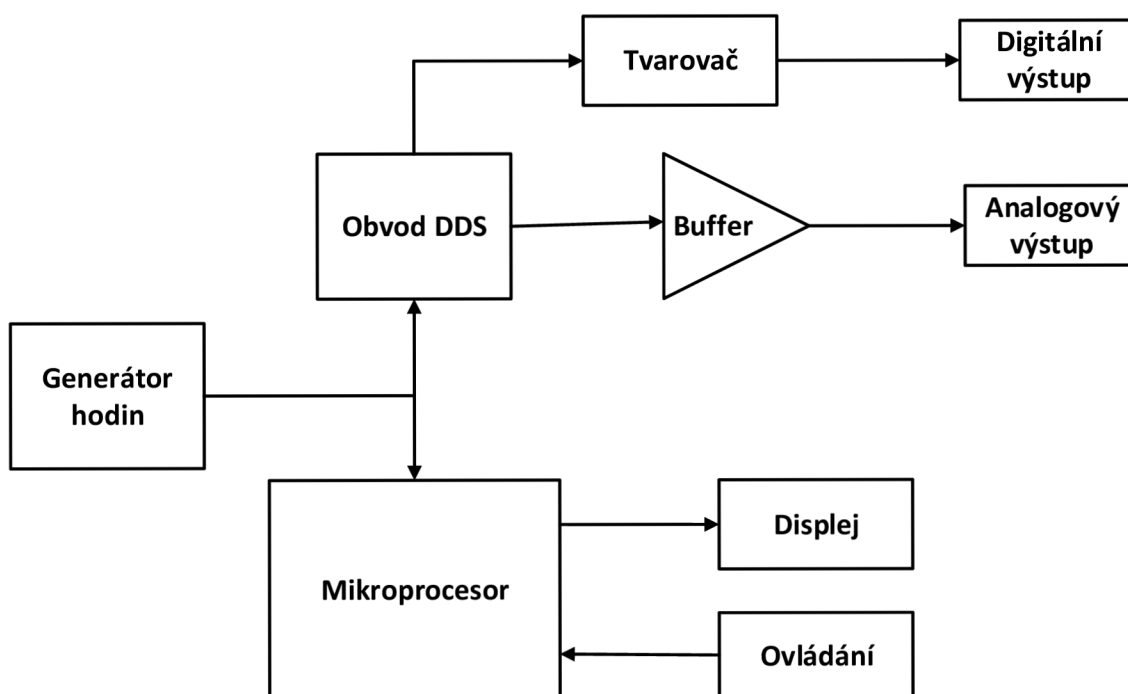 Tvarovač
Digitální
výstup
Obvod DDS
Buffer
Analogový
výstup
Generátor
hodin
Mikroprocesor
Displej
Ovládání